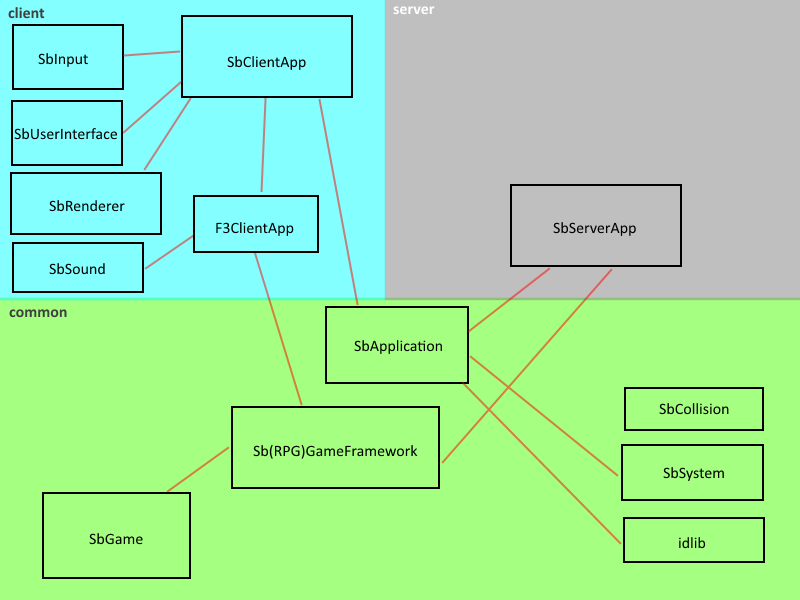 client
server
SbInput
SbClientApp
SbUserInterface
SbRenderer
F3ClientApp
SbServerApp
SbSound
common
SbApplication
SbCollision
Sb(RPG)GameFramework
SbSystem
SbGame
idlib